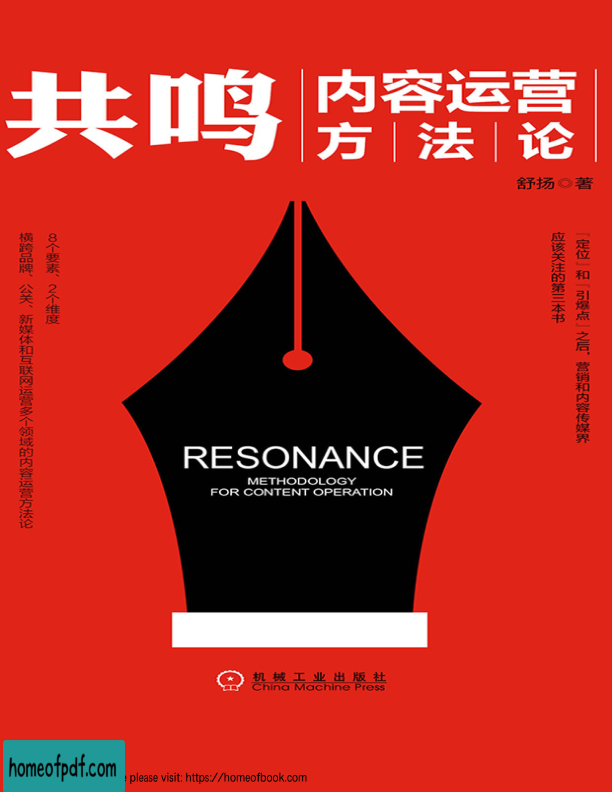 共鸣
内容运营
方法论
舒扬◎著
『定位』和『引爆点』之后，营销和内容传媒界
应该关注的第三本书
8个要素、2个维度
横跨品牌、公关、新媒体和互联网运营多个领域的内容运营方法论
RESONANCE
METHODOLOGY
FOR CONTENT OPERATION
机械工业出版社
China Machine Press
homeofpdf.com
please visit: https://homeofbook.com